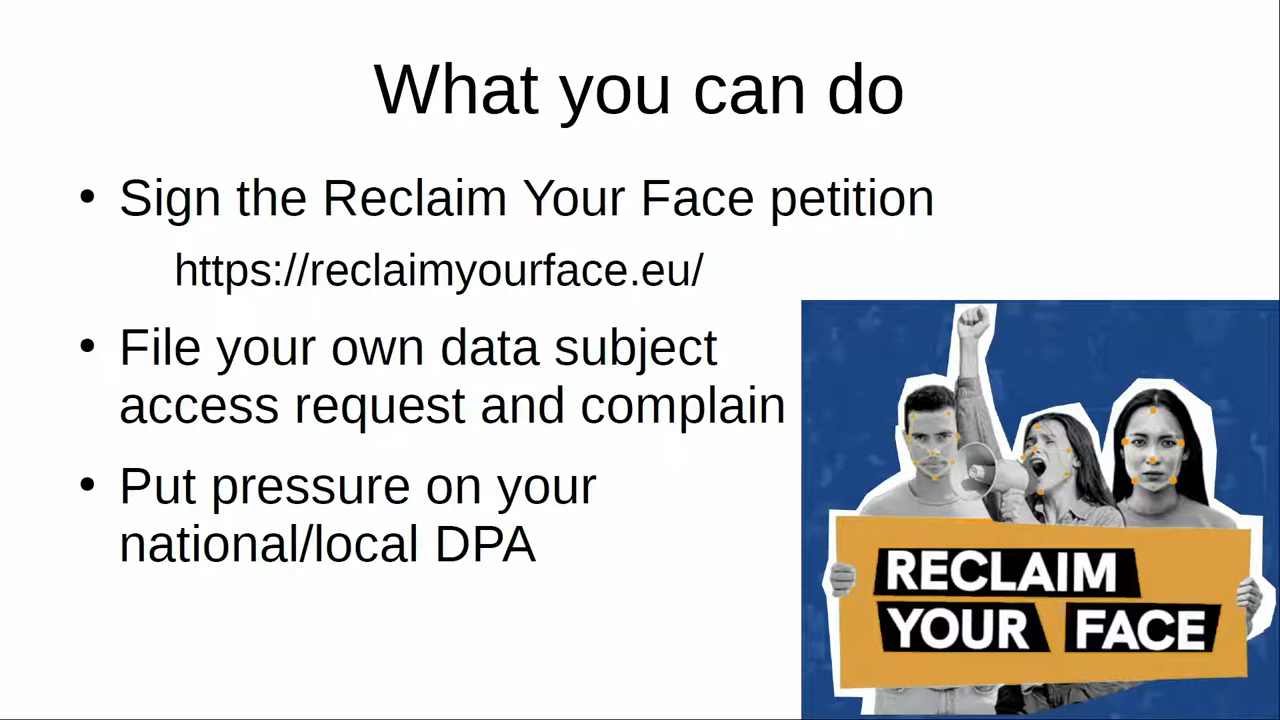 What you can do
• Sign the Reclaim Your Face petition
https://reclaimyourface.eu/
• File your own data subject
access request and complain
• Put pressure on your
national/local DPA
RECLAIM
YOUR FACE